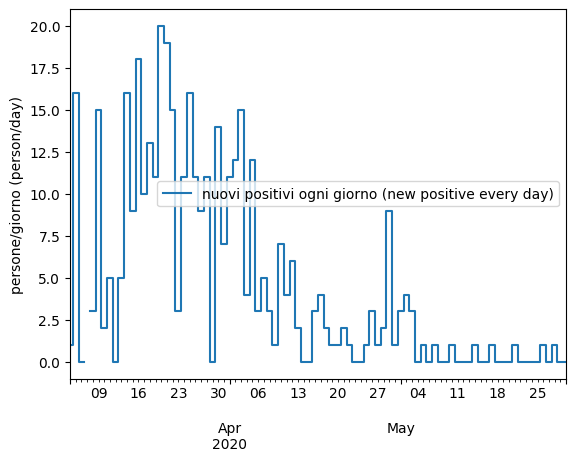 20.0
17.5
15.0
12.5
10.0
7.5
5.0
2.5
0.0
persone/giorno (person/day)
nuovi positivi ogni giorno (new positive every day)
09 16 23 30 06 13 20 27 04 11 18 25
Apr May
2020